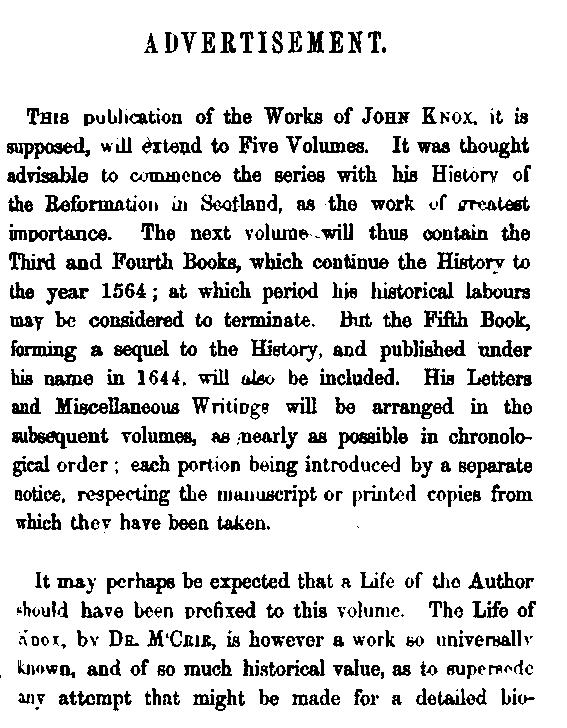 ADVERTISEMENT.
This publication of the Works of John Knox, it is
supposed, will extend to Five Volumes. It was thought
advisable to commence the series with his History of
the Reformation in Scotland, as the work of greatest
importance. The next volume will thus contain the
Third and Fourth Books, which continue the History to
the year 1564; at which period his historical labours
may be considered to terminate. But the Fifth Book,
forming a sequel to the History, and published under
his name in 1644, will also be included. His Letters
and Miscellaneous Writings will be arranged in the
subsequent volumes, as nearly as possible in chronolo-
gical order; each portion being introduced by a separate
notice, respecting the manuscript or printed copies from
which they have been taken.
It may perhaps be expected that a Life of the Author
should have been prefixed to this volume. The Life of
Knox, by Dr. M'Crie, is however a work so universally
known, and of so much historical value, as to supersede
any attempt that might be made for a detailed bio-